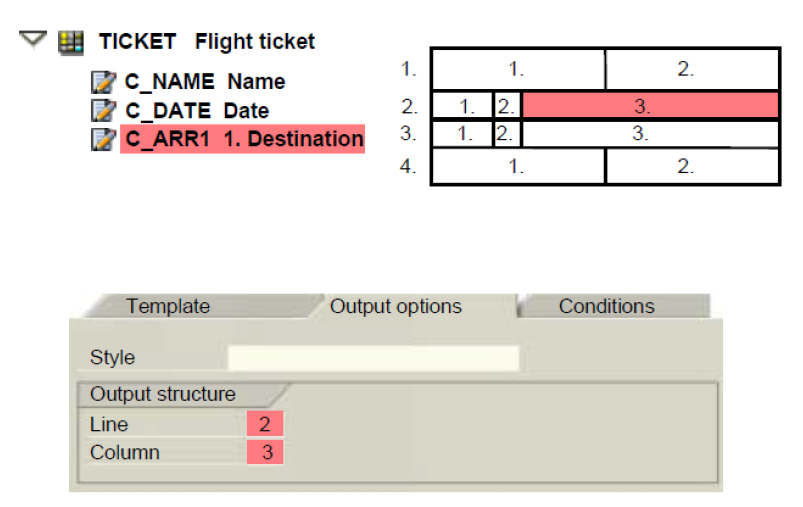 TICKET Flight ticket
C_NAME Name
C_DATE Date
C_ARR1 1. Destination
1. 1. 2.
2. 1. 2. 3.
3. 1. 2. 3.
4. 1. 2.
Template Output options Conditions
Style
Output structure
Line 2
Column 3